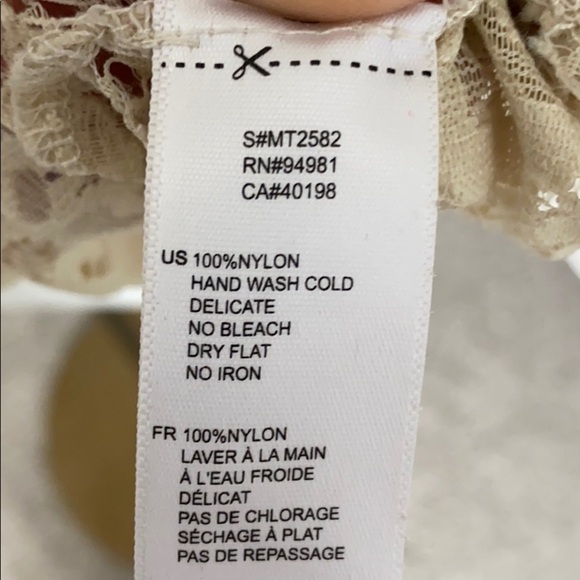 S#MT2582
RN#94981
CA#40198
US 100%NYLON
HAND WASH COLD
DELICATE
NO BLEACH
DRY FLAT
NO IRON
FR 100%NYLON
LAVER À LA MAIN
À L'EAU FROIDE
DÉLICAT
PAS DE CHLORAGE
SÉCHAGE À PLAT
PAS DE REPASSAGE